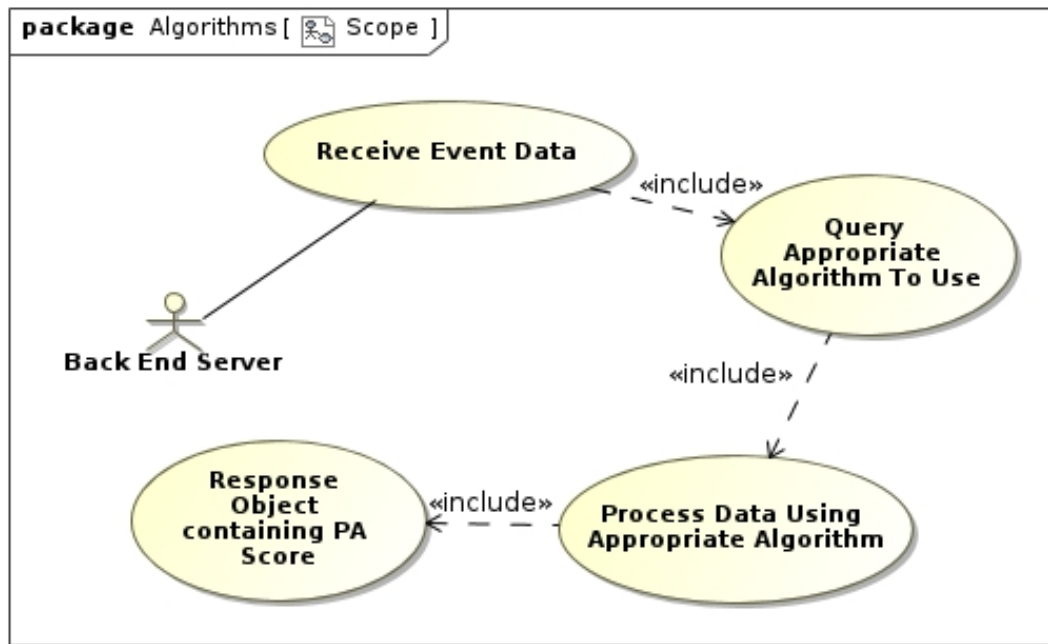 package Algorithms [ Scope ]
Receive Event Data
«include»
Query
Appropriate
Algorithm To Use
Back End Server
«include»
Response
Object
containing PA
Score
«include»
Process Data Using
Appropriate Algorithm